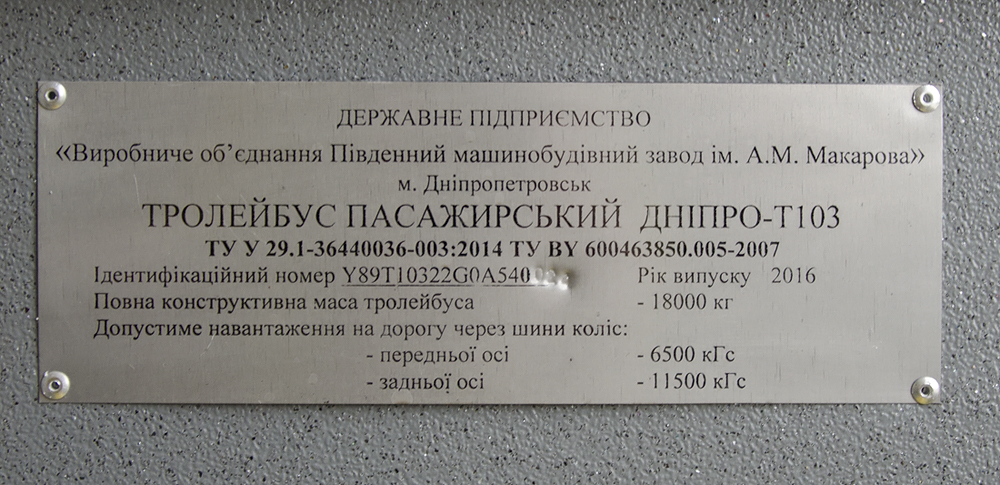 ДЕРЖАВНЕ ПІДПРИЄМСТВО
«Виробниче об’єднання Південний машинобудівний завод ім. А.М. Макарова»
м. Дніпропетровськ
ТРОЛЕЙБУС ПАСАЖИРСЬКИЙ ДНІПРО-Т103
ТУ У 29.1-36440036-003:2014 ТУ BY 600463850.005-2007
Ідентифікаційний номер Рік випуску 2016
Повна конструктивна маса тролейбуса - 18000 кг
Допустиме навантаження на дорогу через шини коліс:
- передньої осі - 6500 кГс
- задньої осі - 11500 кГс